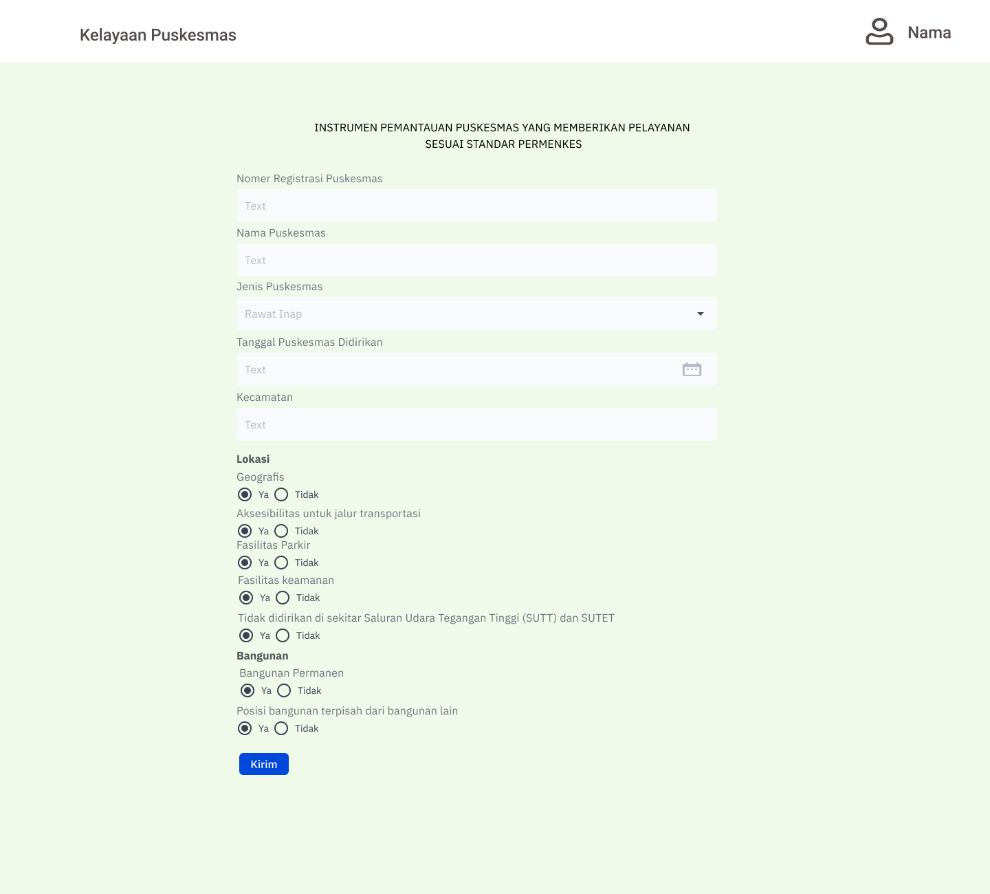 Kelayaan Puskesmas
Nama
INSTRUMEN PEMANTAUAN PUSKESMAS YANG MEMBERIKAN PELAYANAN
SESUAI STANDAR PERMENKES
Nomer Registrasi Puskesmas
Text
Nama Puskesmas
Text
Jenis Puskesmas
Rawat Inap
Tanggal Puskesmas Didirikan
Text
Kecamatan
Text
Lokasi
Geografis
Ya Tidak
Aksesibilitas untuk jalur transportasi
Ya Tidak
Fasilitas Parkir
Ya Tidak
Fasilitas keamanan
Ya Tidak
Tidak didirikan di sekitar Saluran Udara Tegangan Tinggi (SUTT) dan SUTET
Ya Tidak
Bangunan
Bangunan Permanen
Ya Tidak
Posisi bangunan terpisah dari bangunan lain
Ya Tidak
Kirim